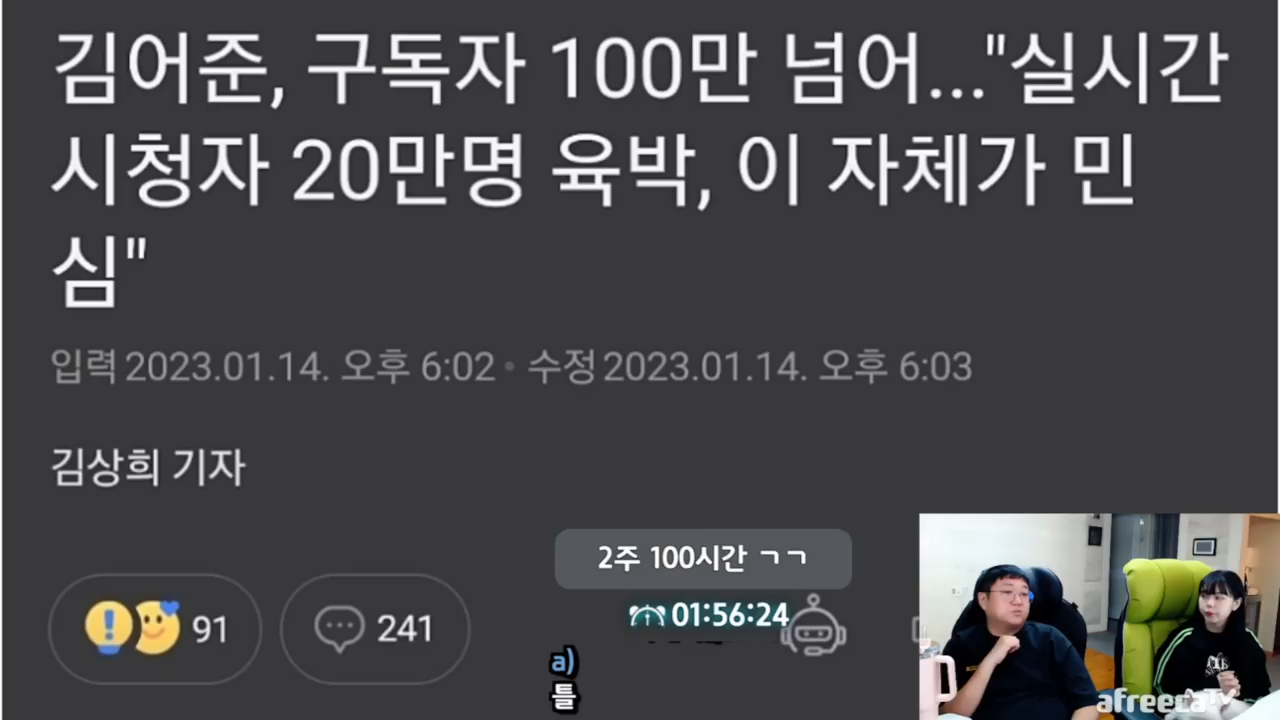 김어준, 구독자 100만 넘어..."실시간
시청자 20만명 육박, 이 자체가 민
심"
입력 2023.01.14. 오후 6:02 · 수정 2023.01.14. 오후 6:03
김상희 기자
91
241
2주 100시간 ㄱㄱ
01:56:24
a)
틀
afreecaTV